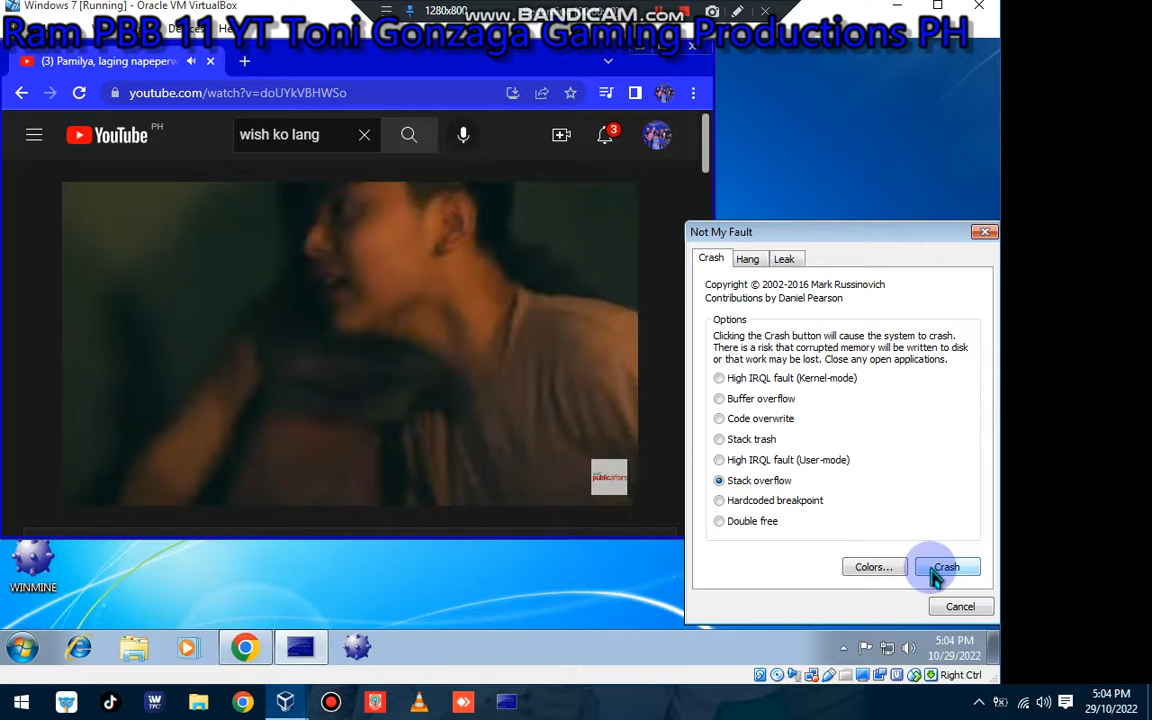 Windows 7 [Running] - Oracle VM VirtualBox
1280x800
www.BANDICAM.com
Ram PBB 11 YT Toni Gonzaga Gaming Productions PH
(3) Pamilya, laging napeperw
youtube.com/watch?v=doUYkVBHWSo
YouTube PH
wish ko lang
3
publicaffairs
Not My Fault
Crash
Hang
Leak
Copyright © 2002-2016 Mark Russinovich
Contributions by Daniel Pearson
Options
Clicking the Crash button will cause the system to crash.
There is a risk that corrupted memory will be written to disk
or that work may be lost. Close any open applications.
High IRQL fault (Kernel-mode)
Buffer overflow
Code overwrite
Stack trash
High IRQL fault (User-mode)
Stack overflow
Hardcoded breakpoint
Double free
Colors...
Crash
Cancel
WINMINE
5:04 PM
10/29/2022
Right Ctrl
5:04 PM
29/10/2022